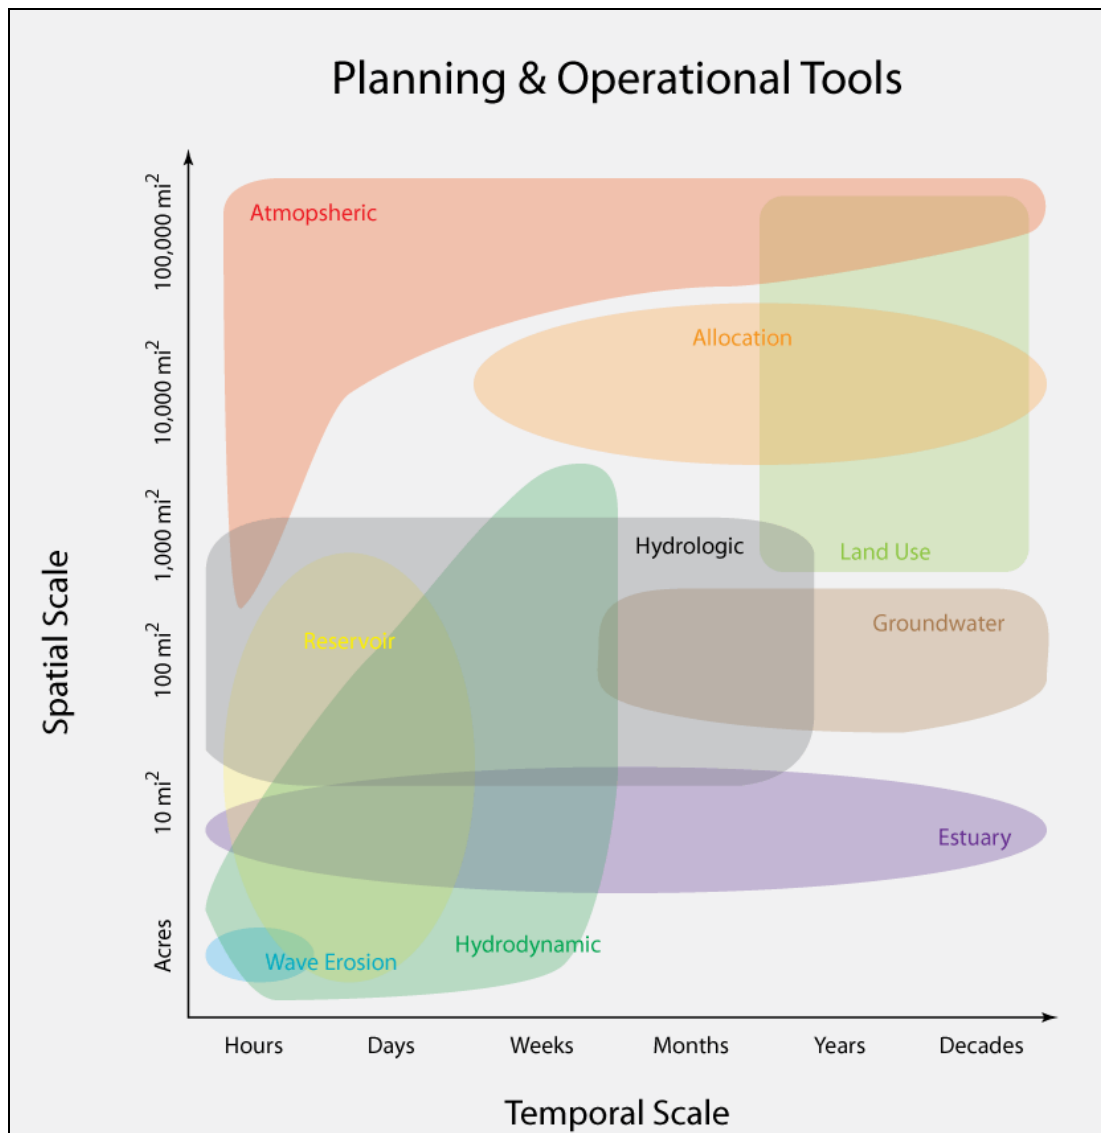 Planning & Operational Tools
Spatial Scale
100,000 mi²
10,000 mi²
1,000 mi²
100 mi²
10 mi²
Acres
Atmopsheric
Allocation
Hydrologic
Land Use
Groundwater
Reservoir
Estuary
Hydrodynamic
Wave Erosion
Hours
Days
Weeks
Months
Years
Decades
Temporal Scale